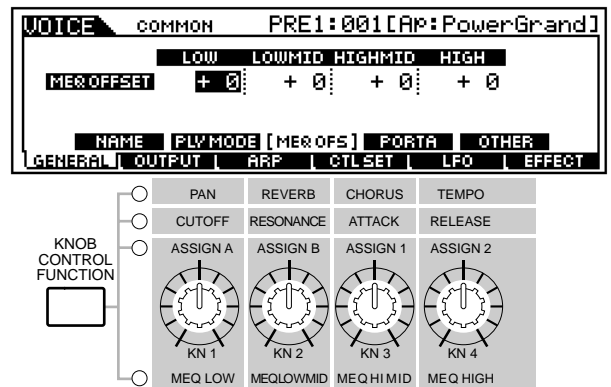 VOICE COMMON PRE1:001[AP:PowerGrand]
LOW LOWMID HIGHMID HIGH
MEQ OFFSET + 0 + 0 + 0 + 0
NAME PLY MODE [MEQ OFS] PORTA OTHER
GENERAL OUTPUT ARP CTL SET LFO EFFECT
PAN REVERB CHORUS TEMPO
CUTOFF RESONANCE ATTACK RELEASE
KNOB
CONTROL
FUNCTION
ASSIGN A ASSIGN B ASSIGN 1 ASSIGN 2
KN 1 KN 2 KN 3 KN 4
MEQ LOW MEQLOWMID MEQHIMID MEQ HIGH